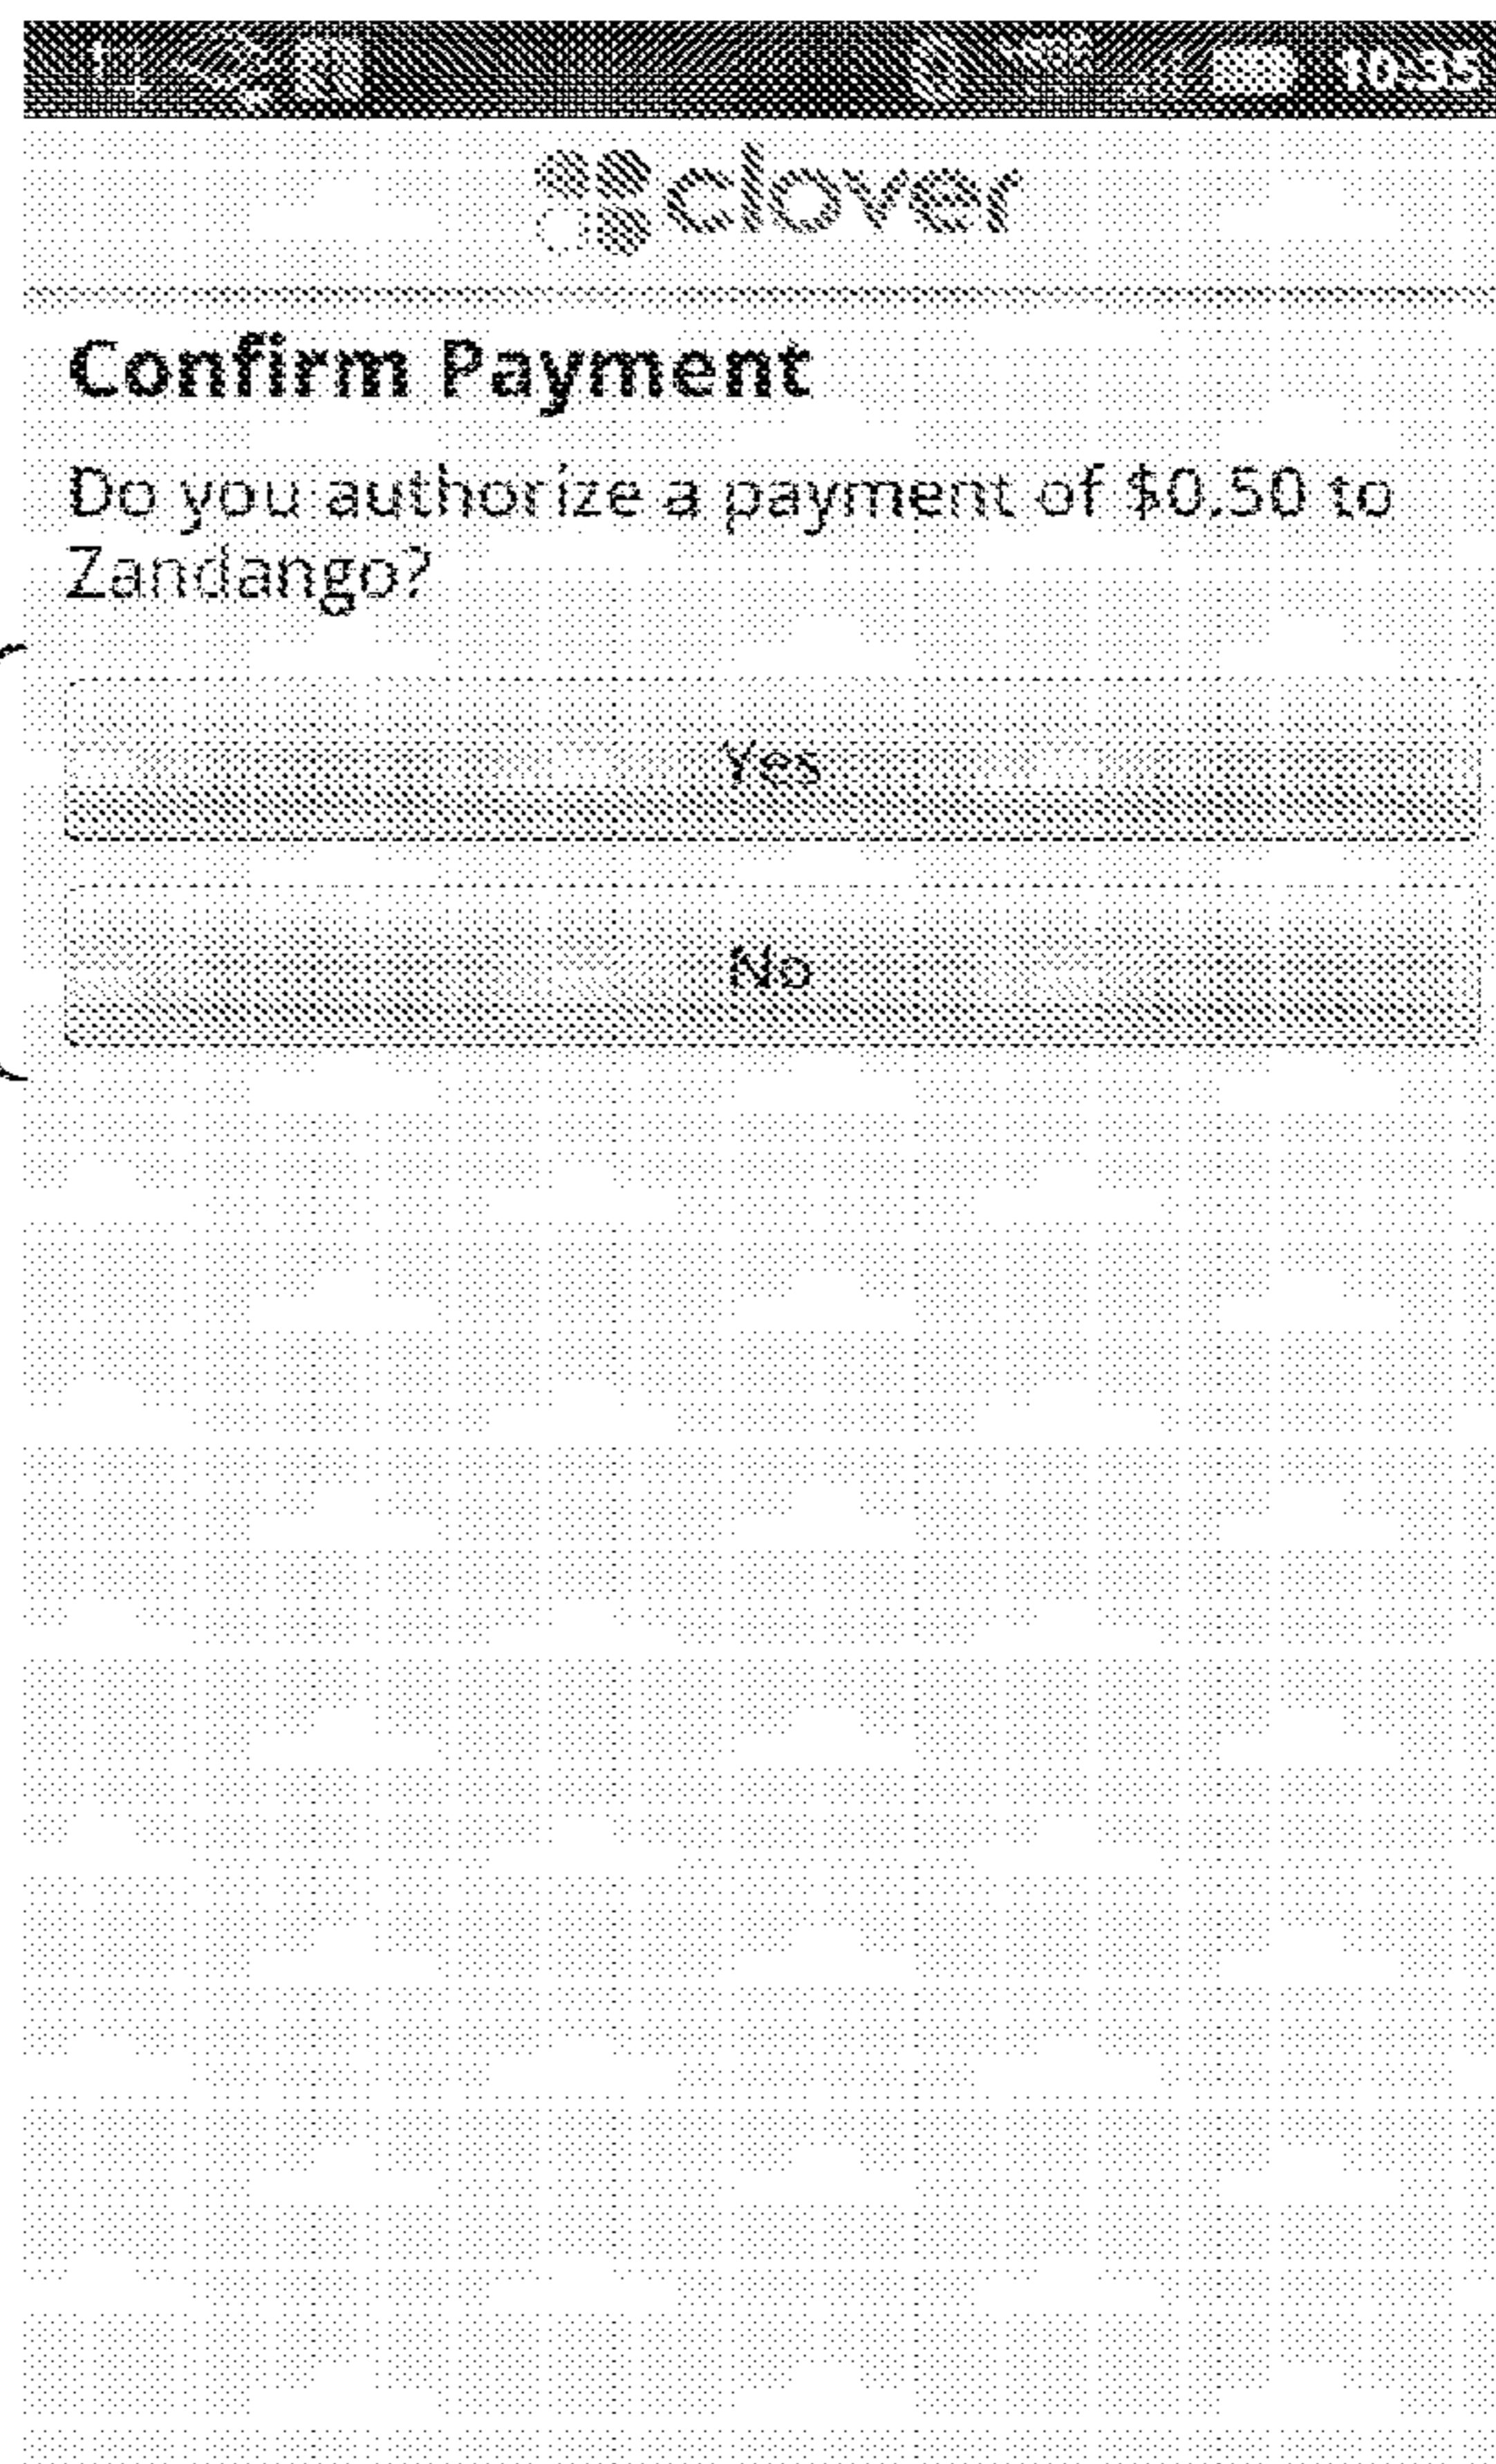 10:35
clover
Confirm Payment
Do you authorize a payment of $0.50 to
Zandango?
Yes
No